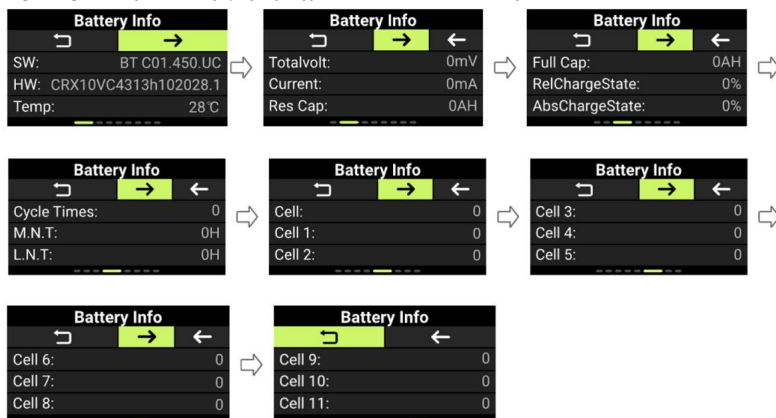 Battery Info
SW: BT C01.450.UC
HW: CRX10VC4313h102028.1
Temp: 28℃
Battery Info
Totalvolt: 0mV
Current: 0mA
Res Cap: 0AH
Battery Info
Full Cap: 0AH
RelChargeState: 0%
AbsChargeState: 0%
Battery Info
Cycle Times: 0
M.N.T: 0H
L.N.T: 0H
Battery Info
Cell: 0
Cell 1: 0
Cell 2: 0
Battery Info
Cell 3: 0
Cell 4: 0
Cell 5: 0
Battery Info
Cell 6: 0
Cell 7: 0
Cell 8: 0
Battery Info
Cell 9: 0
Cell 10: 0
Cell 11: 0